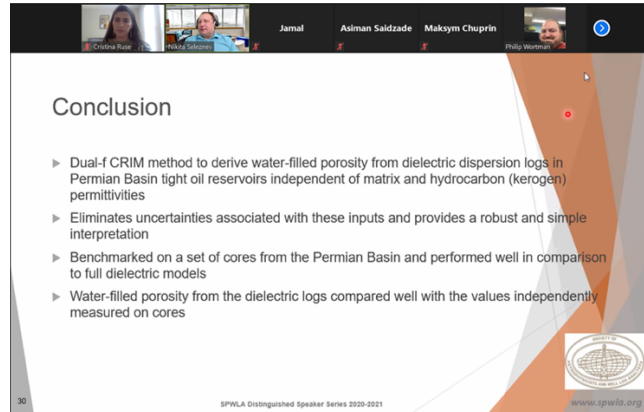 Jamal
Asiman Saidzade
Maksym Chuprin
Cristina Ruse
Nikita Seleznev
Philip Wortman
Conclusion
Dual-f CRIM method to derive water-filled porosity from dielectric dispersion logs in
Permian Basin tight oil reservoirs independent of matrix and hydrocarbon (kerogen)
permittivities
Eliminates uncertainties associated with these inputs and provides a robust and simple
interpretation
Benchmarked on a set of cores from the Permian Basin and performed well in comparison
to full dielectric models
Water-filled porosity from the dielectric logs compared well with the values independently
measured on cores
SOCIETY OF
30
SPWLA Distinguished Speaker Series 2020-2021
www.spwla.org